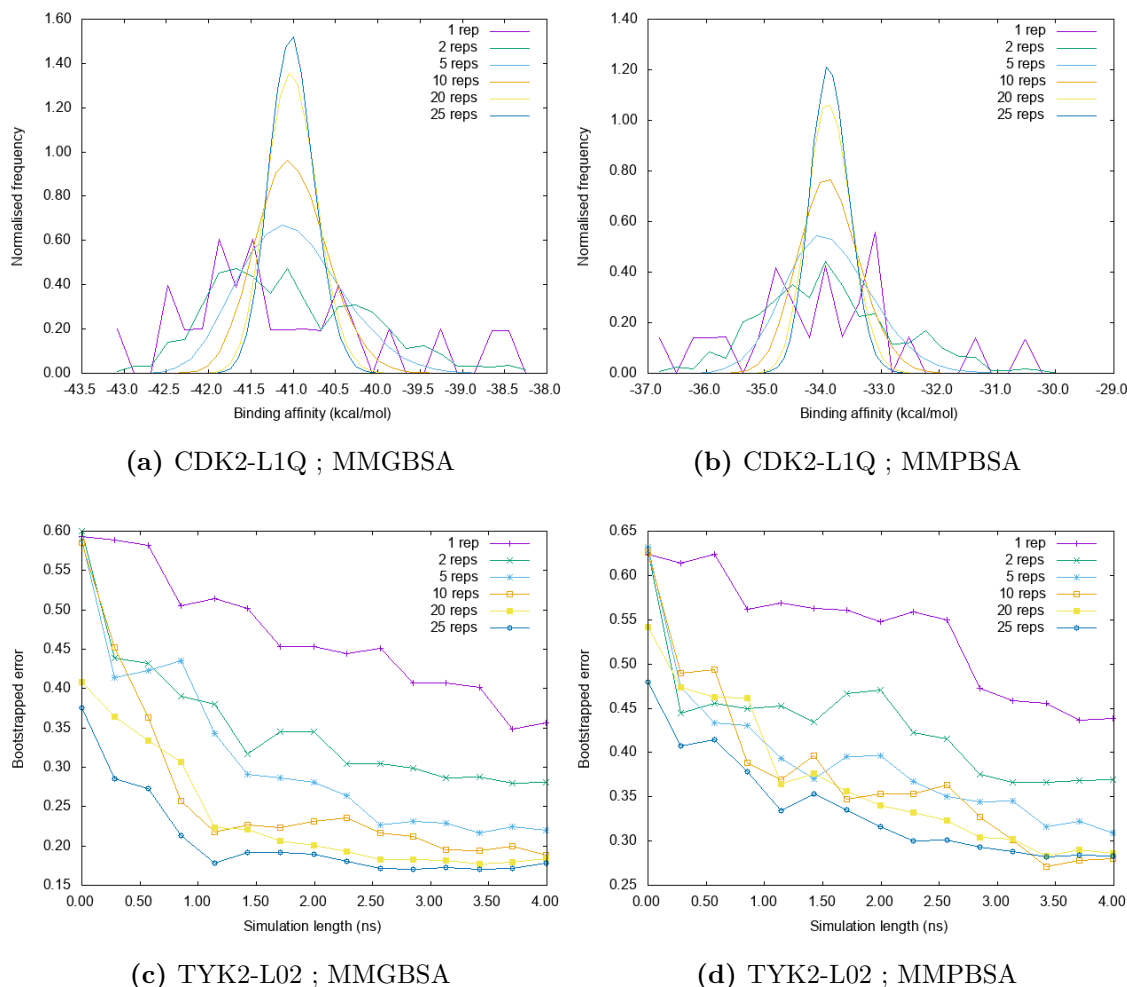 1.60
1.40
1.20
1.00
0.80
0.60
0.40
0.20
0.00
Normalised frequency
1 rep
2 reps
5 reps
10 reps
20 reps
25 reps
-43.5 -43.0 -42.5 -42.0 -41.5 -41.0 -40.5 -40.0 -39.5 -39.0 -38.5 -38.0
Binding affinity (kcal/mol)
(a) CDK2-L1Q ; MMGBSA
1.40
1.20
1.00
0.80
0.60
0.40
0.20
0.00
Normalised frequency
1 rep
2 reps
5 reps
10 reps
20 reps
25 reps
-37.0 -36.0 -35.0 -34.0 -33.0 -32.0 -31.0 -30.0 -29.0
Binding affinity (kcal/mol)
(b) CDK2-L1Q ; MMPBSA
0.60
0.55
0.50
0.45
0.40
0.35
0.30
0.25
0.20
0.15
Bootstrapped error
1 rep
2 reps
5 reps
10 reps
20 reps
25 reps
0.00 0.50 1.00 1.50 2.00 2.50 3.00 3.50 4.00
Simulation length (ns)
(c) TYK2-L02 ; MMGBSA
0.65
0.60
0.55
0.50
0.45
0.40
0.35
0.30
0.25
Bootstrapped error
1 rep
2 reps
5 reps
10 reps
20 reps
25 reps
0.00 0.50 1.00 1.50 2.00 2.50 3.00 3.50 4.00
Simulation length (ns)
(d) TYK2-L02 ; MMPBSA